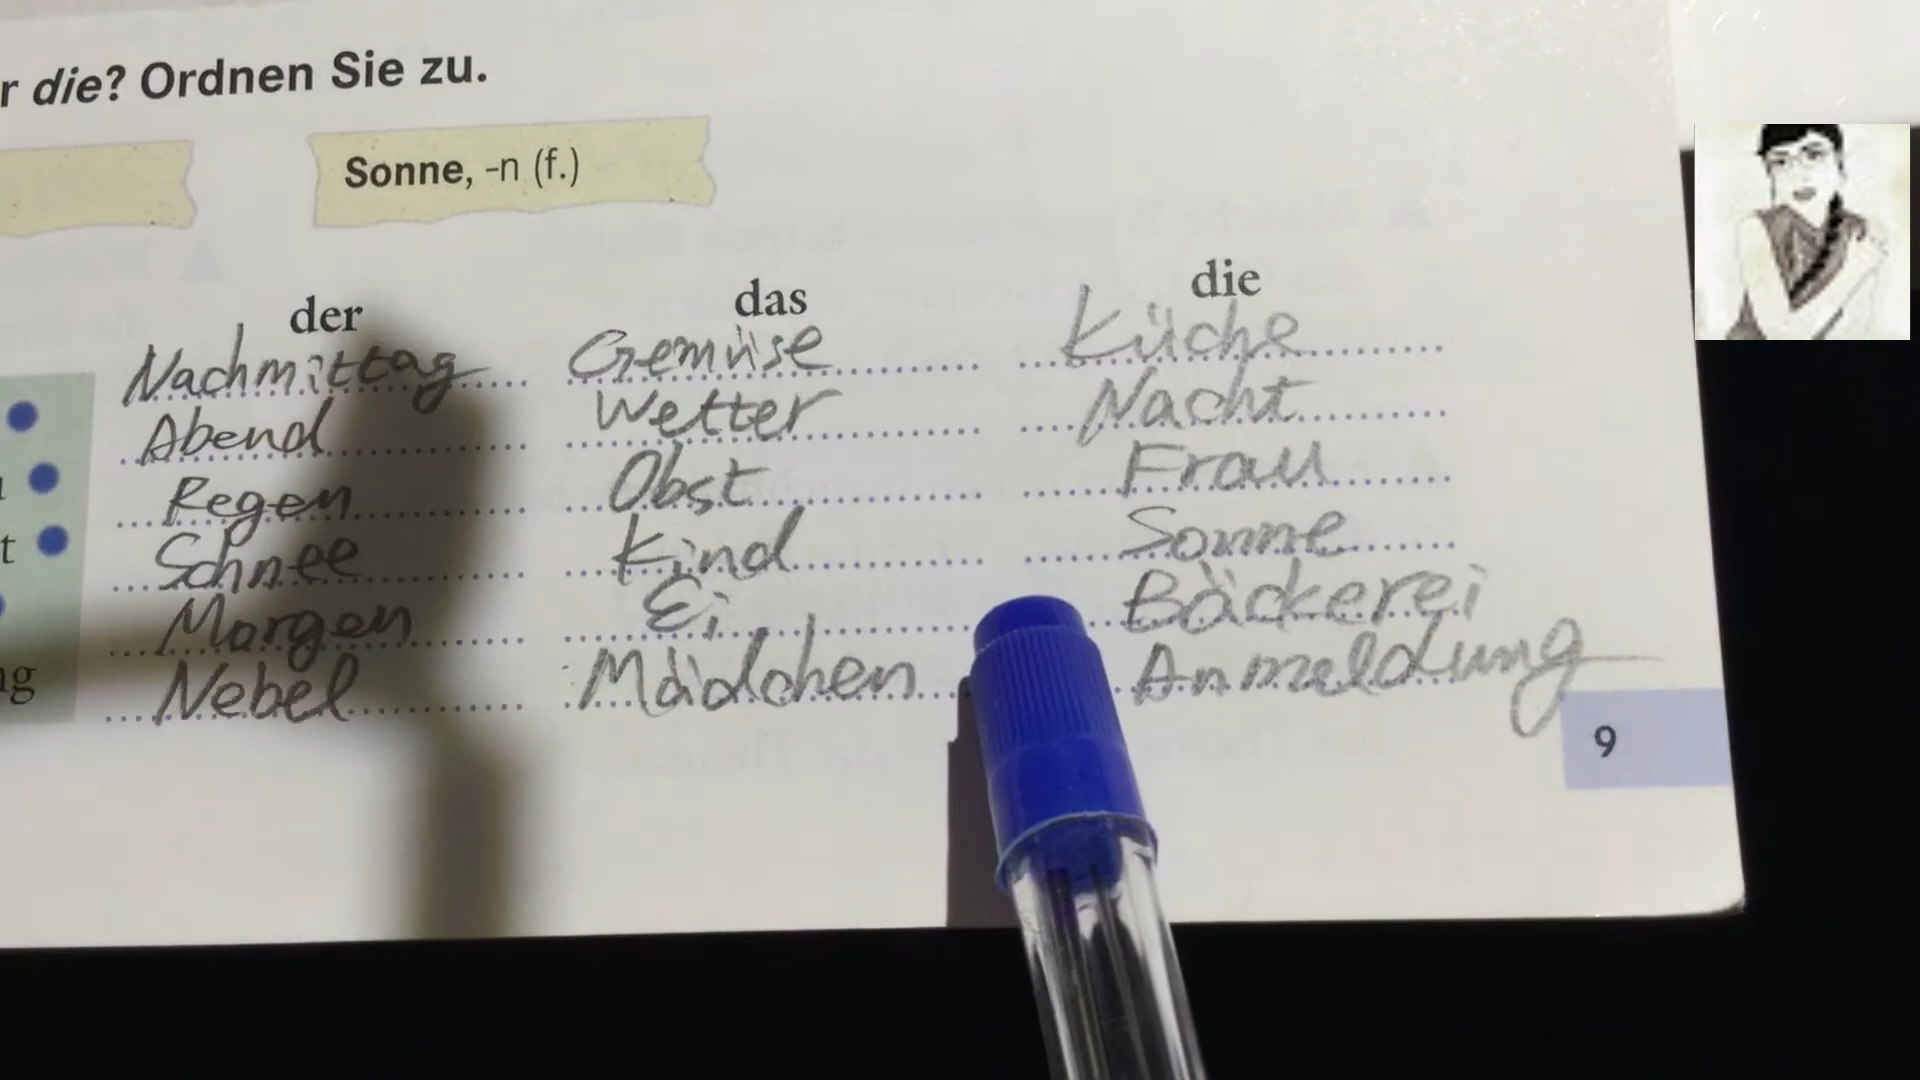 r die? Ordnen Sie zu.
Sonne, -n (f.)
der das die
Nachmittag Gemüse Küche
Abend Wetter Nacht
Regen Obst Frau
Schnee Kind Sonne
t
Morgen Ei Bäckerei
Nebel Mädchen Anmeldung
ng
9